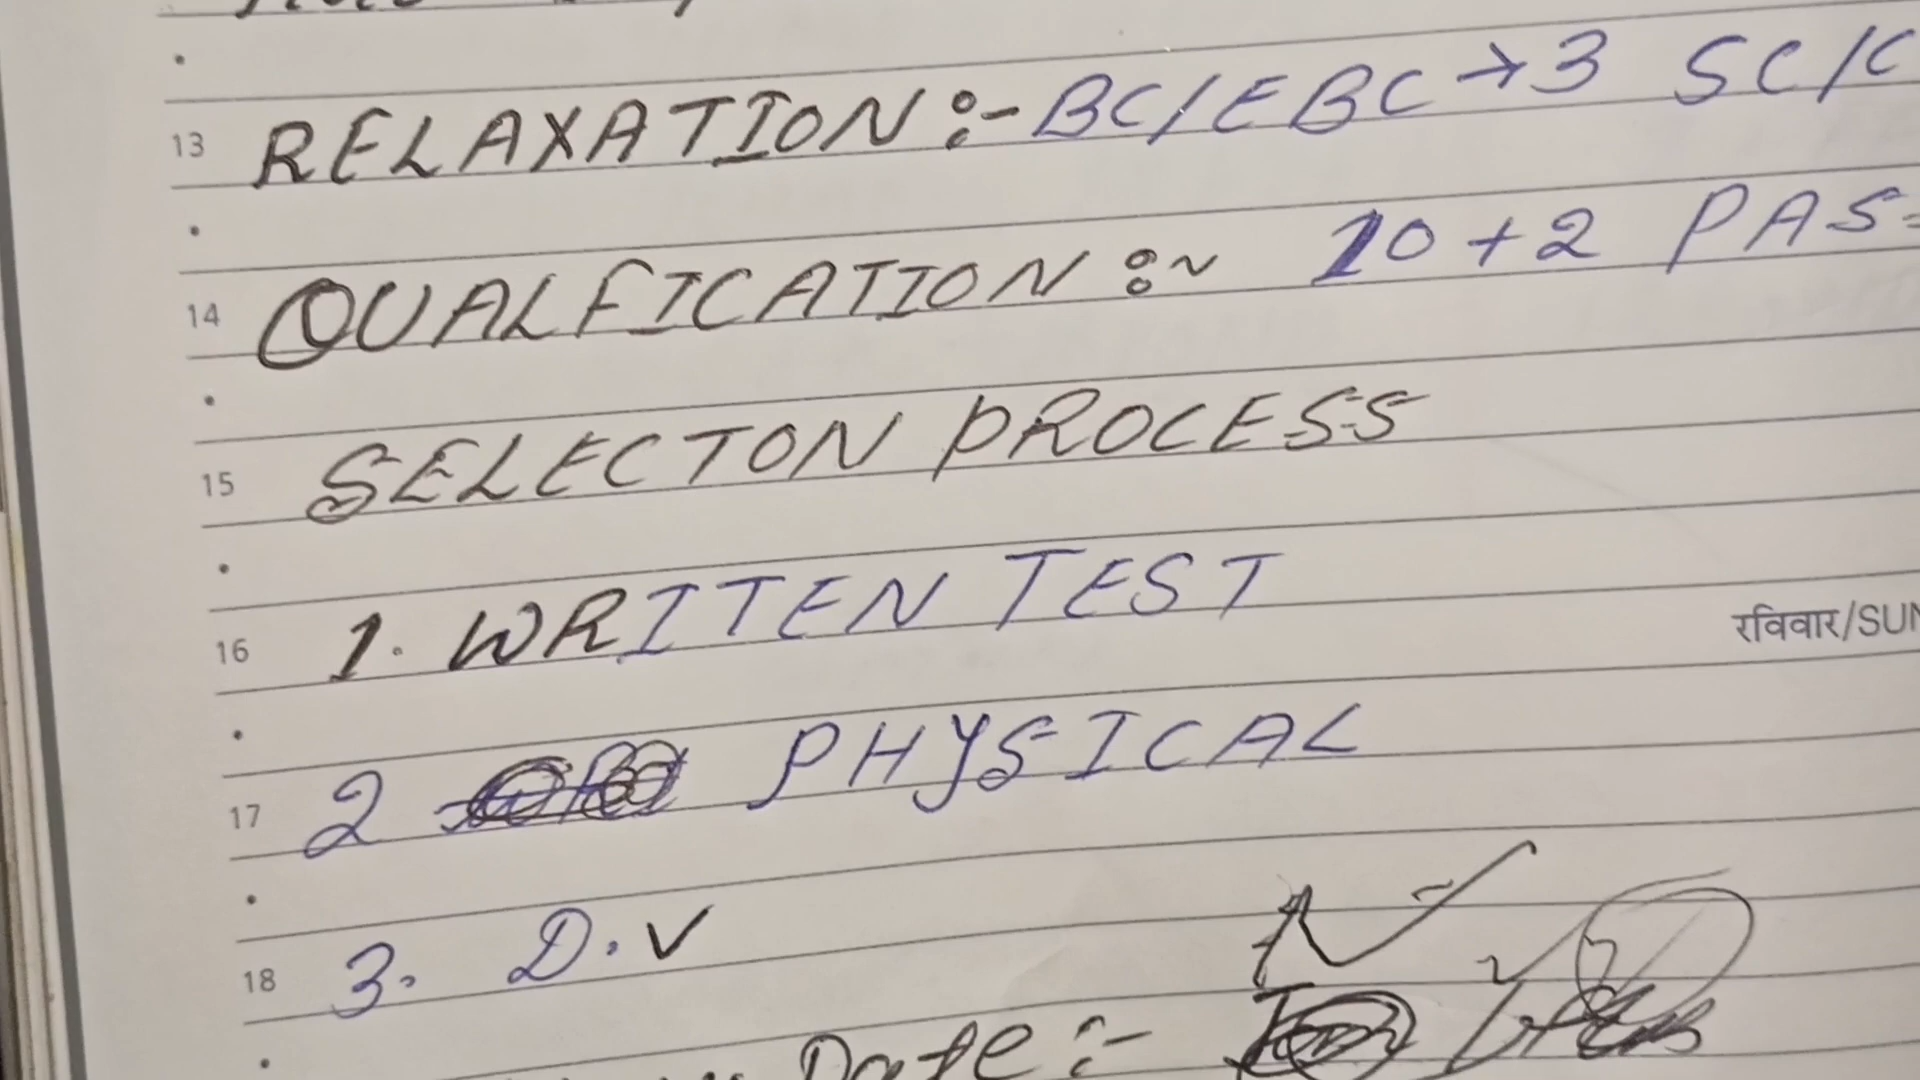 13 RELAXATION :- BC/EBC → 3 SC/
14 QUALFICATION :~ 10+2 PAS
15 SELECTON PROCESS
16 1. WRITEN TEST
रविवार/SUN
17 2 PHYSICAL
18 3. D.V
Date :-